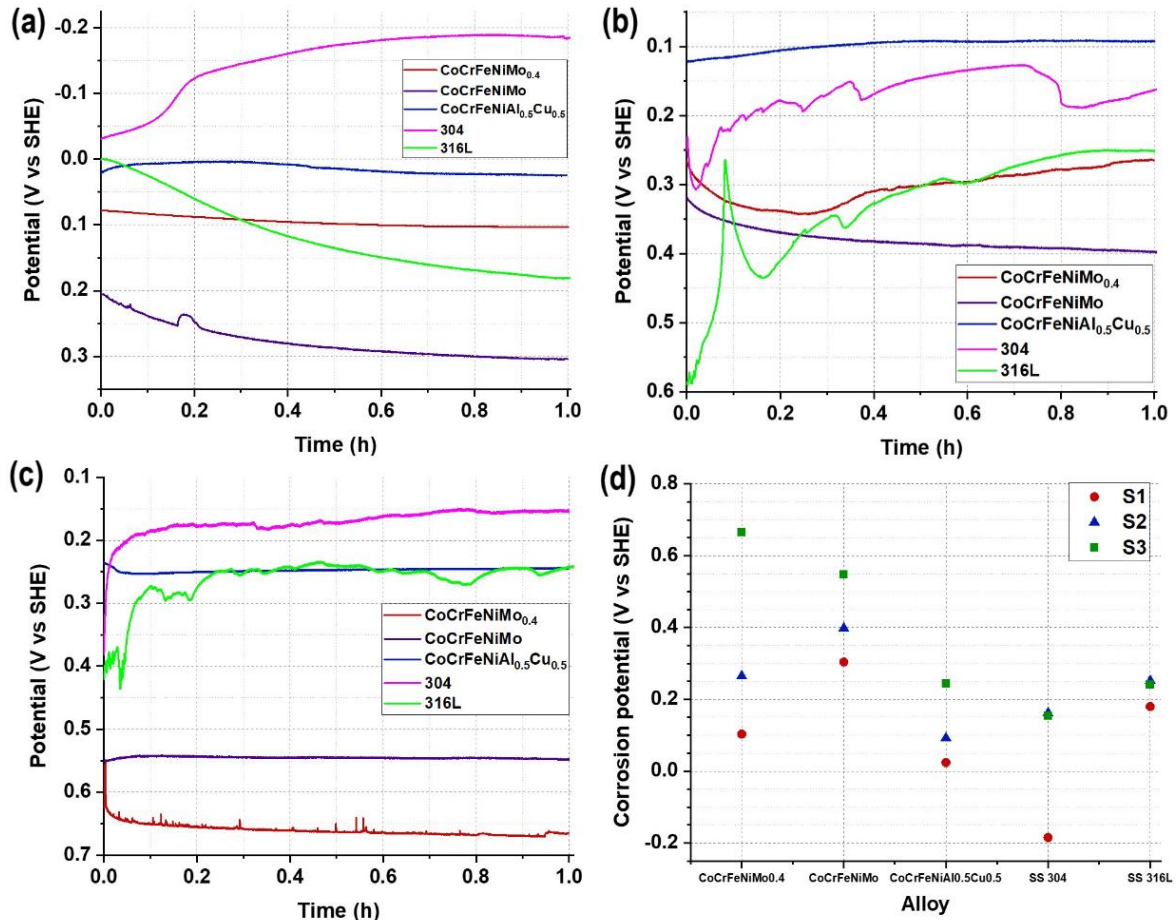 (a)
-0.2
-0.1
0.0
0.1
0.2
0.3
Potential (V vs SHE)
CoCrFeNiMo0.4
CoCrFeNiMo
CoCrFeNiAl0.5Cu0.5
304
316L
0.0 0.2 0.4 0.6 0.8 1.0
Time (h)
(b)
0.1
0.2
0.3
0.4
0.5
0.6
Potential (V vs SHE)
CoCrFeNiMo0.4
CoCrFeNiMo
CoCrFeNiAl0.5Cu0.5
304
316L
0.0 0.2 0.4 0.6 0.8 1.0
Time (h)
(c)
0.1
0.2
0.3
0.4
0.5
0.6
0.7
Potential (V vs SHE)
CoCrFeNiMo0.4
CoCrFeNiMo
CoCrFeNiAl0.5Cu0.5
304
316L
0.0 0.2 0.4 0.6 0.8 1.0
Time (h)
(d)
0.8
0.6
0.4
0.2
0.0
-0.2
Corrosion potential (V vs SHE)
S1
S2
S3
CoCrFeNiMo0.4 CoCrFeNiMo CoCrFeNiAl0.5Cu0.5 SS 304 SS 316L
Alloy